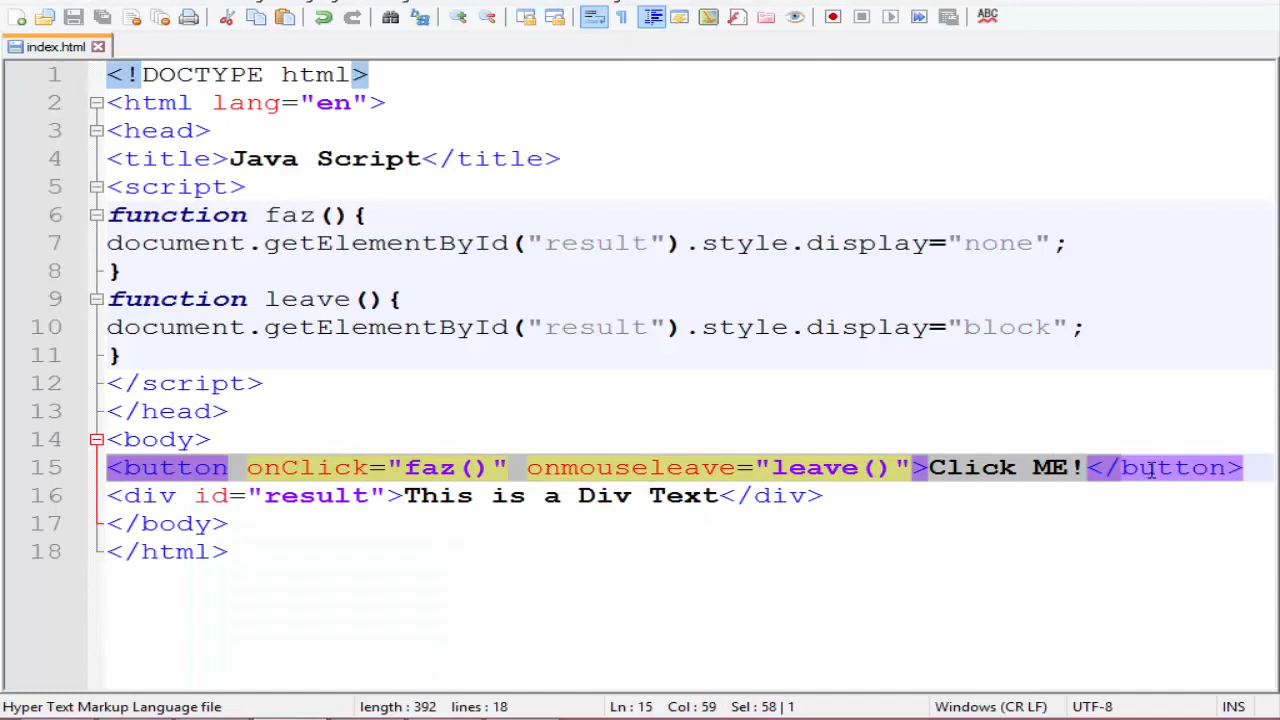 ABC
index.html
1 <!DOCTYPE html>
2 <html lang="en">
3 <head>
4 <title>Java Script</title>
5 <script>
6 function faz(){
7 document.getElementById("result").style.display="none";
8 }
9 function leave(){
10 document.getElementById("result").style.display="block";
11 }
12 </script>
13 </head>
14 <body>
15 <button onClick="faz()" onmouseleave="leave()">Click ME!</button>
16 <div id="result">This is a Div Text</div>
17 </body>
18 </html>
Hyper Text Markup Language file length : 392 lines : 18 Ln : 15 Col : 59 Sel : 58 | 1 Windows (CR LF) UTF-8 INS